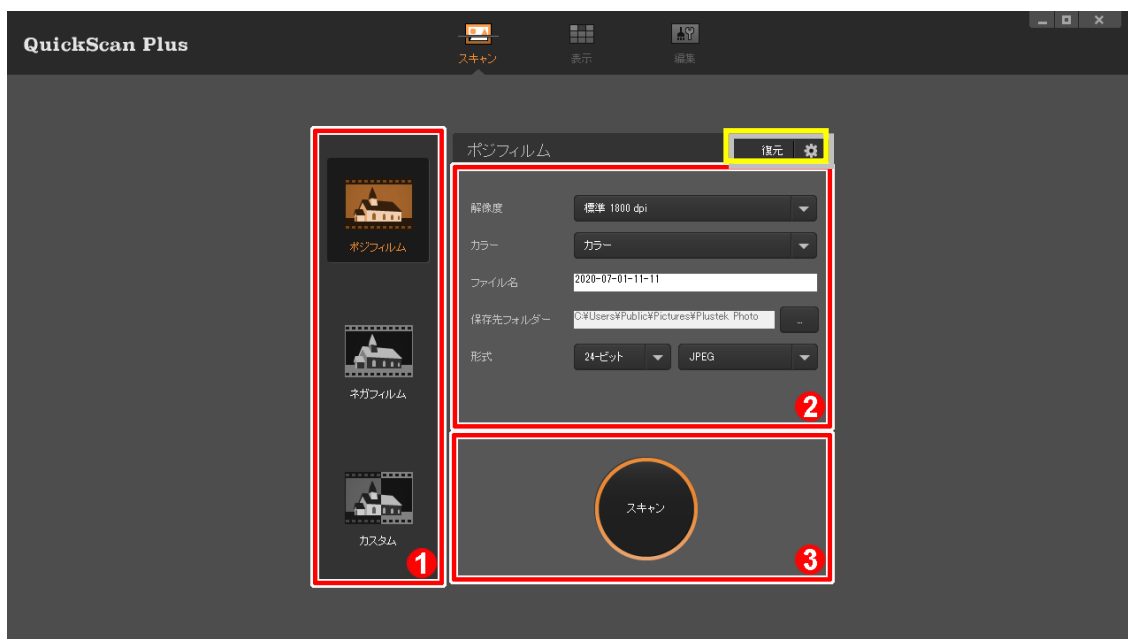 QuickScan Plus
スキャン
表示
編集
ポジフィルム
ネガフィルム
カスタム
1
ポジフィルム
復元
解像度
標準 1800 dpi
カラー
カラー
ファイル名
2020-07-01-11-11
保存先フォルダー
C:¥Users¥Public¥Pictures¥Plustek Photo
...
形式
24-ビット
JPEG
2
スキャン
3